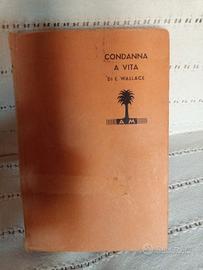 CONDANNA
A VITA
DI E. WALLACE
A M